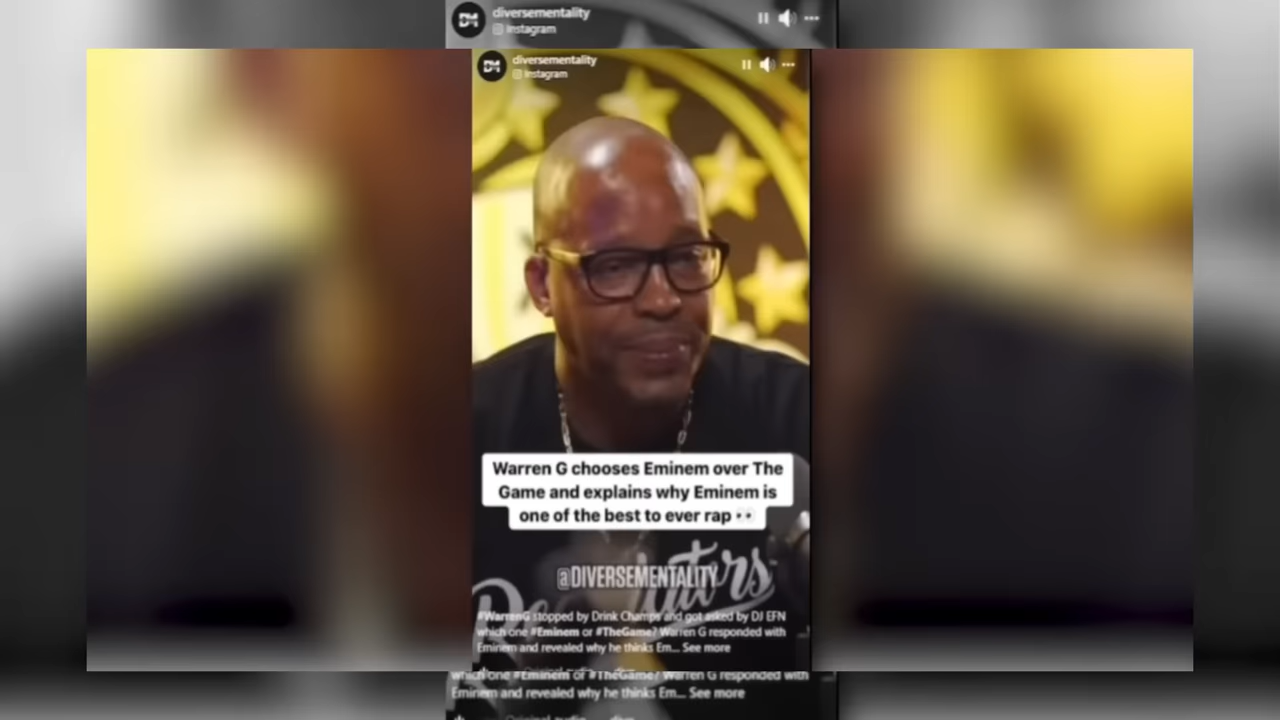 diversementality
Instagram
diversementality
Instagram
Warren G chooses Eminem over The
Game and explains why Eminem is
one of the best to ever rap 👀
@DIVERSEMENTALITY
#WarrenG stopped by Drink Champs and got asked by DJ EFN
which one #Eminem or #TheGame? Warren G responded with
Eminem and revealed why he thinks Em... See more
which one #Eminem or #TheGame? Warren G responded with
Eminem and revealed why he thinks Em... See more
Original audio